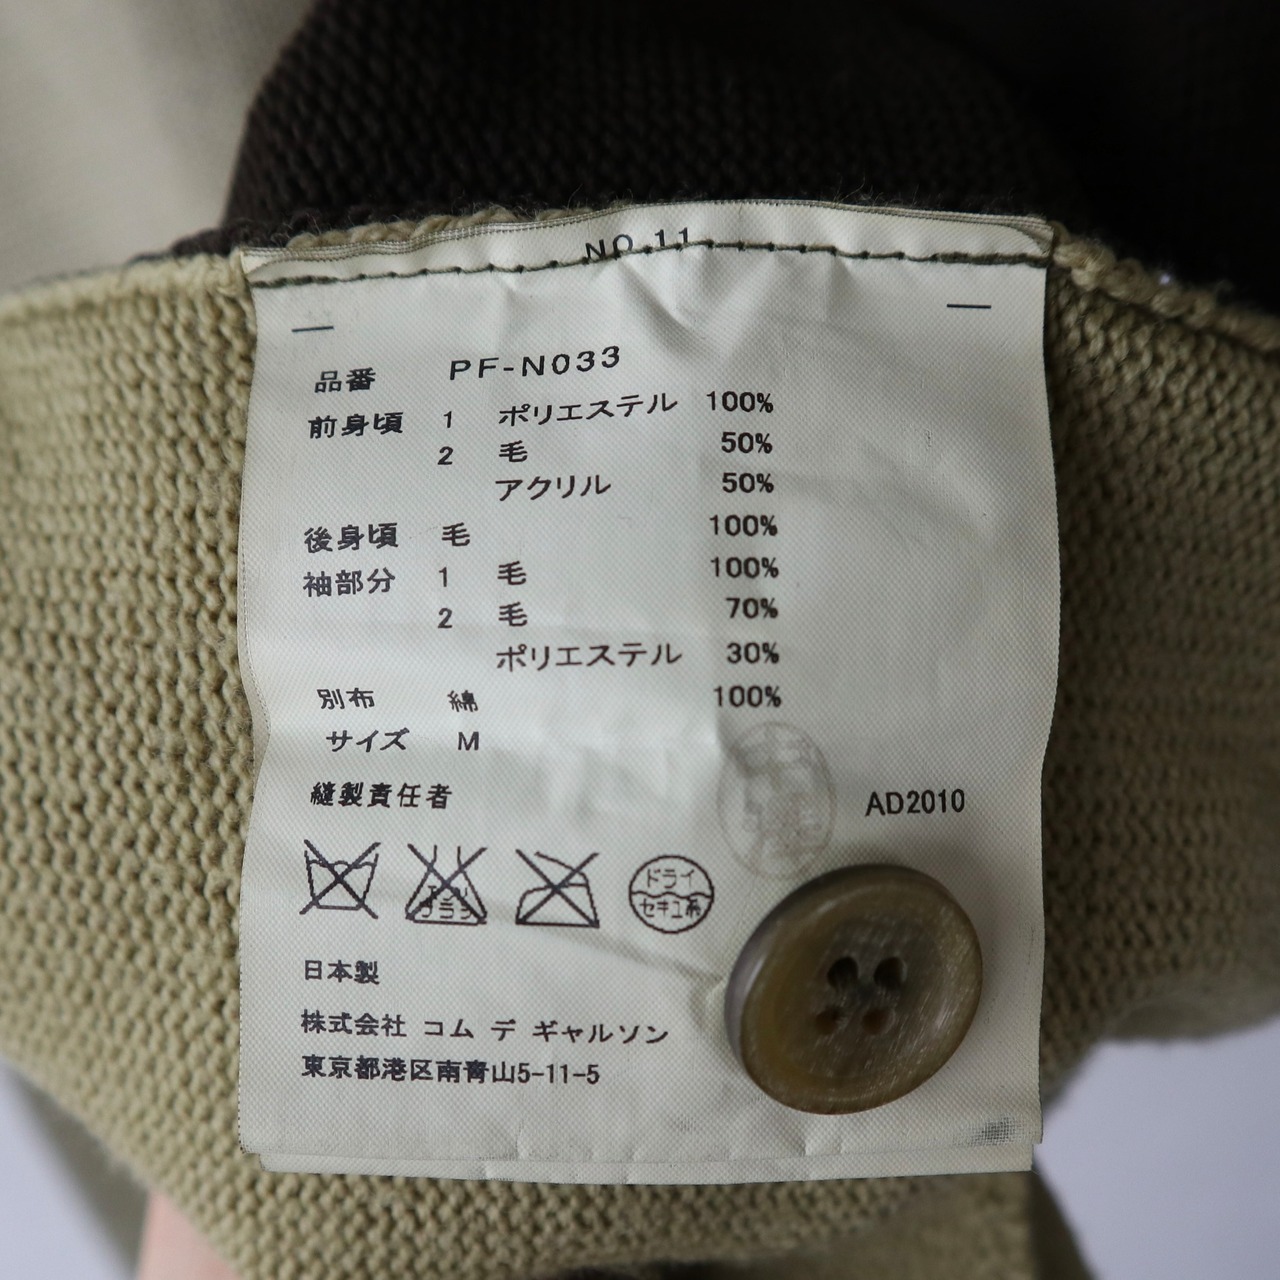 NO.11
品番 PF-N033
前身頃 1 ポリエステル 100%
2 毛 50%
アクリル 50%
後身頃 毛 100%
袖部分 1 毛 100%
2 毛 70%
ポリエステル 30%
別布 綿 100%
サイズ M
縫製責任者
AD2010
ドライ
セキユ系
日本製
株式会社 コム デ ギャルソン
東京都港区南青山5-11-5